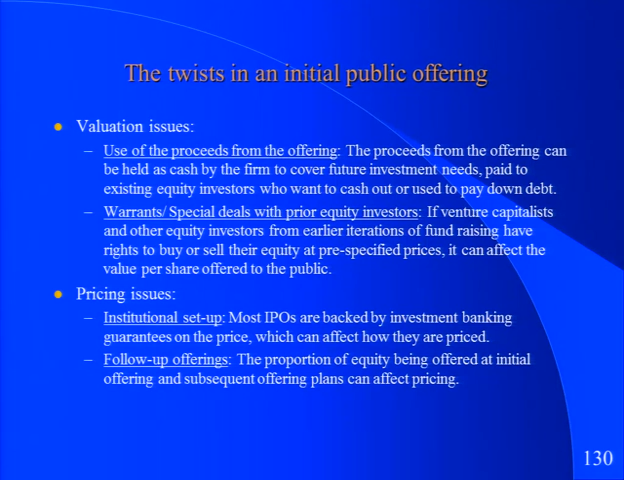 The twists in an initial public offering
• Valuation issues:
– Use of the proceeds from the offering: The proceeds from the offering can
be held as cash by the firm to cover future investment needs, paid to
existing equity investors who want to cash out or used to pay down debt.
– Warrants/ Special deals with prior equity investors: If venture capitalists
and other equity investors from earlier iterations of fund raising have
rights to buy or sell their equity at pre-specified prices, it can affect the
value per share offered to the public.
• Pricing issues:
– Institutional set-up: Most IPOs are backed by investment banking
guarantees on the price, which can affect how they are priced.
– Follow-up offerings: The proportion of equity being offered at initial
offering and subsequent offering plans can affect pricing.
130